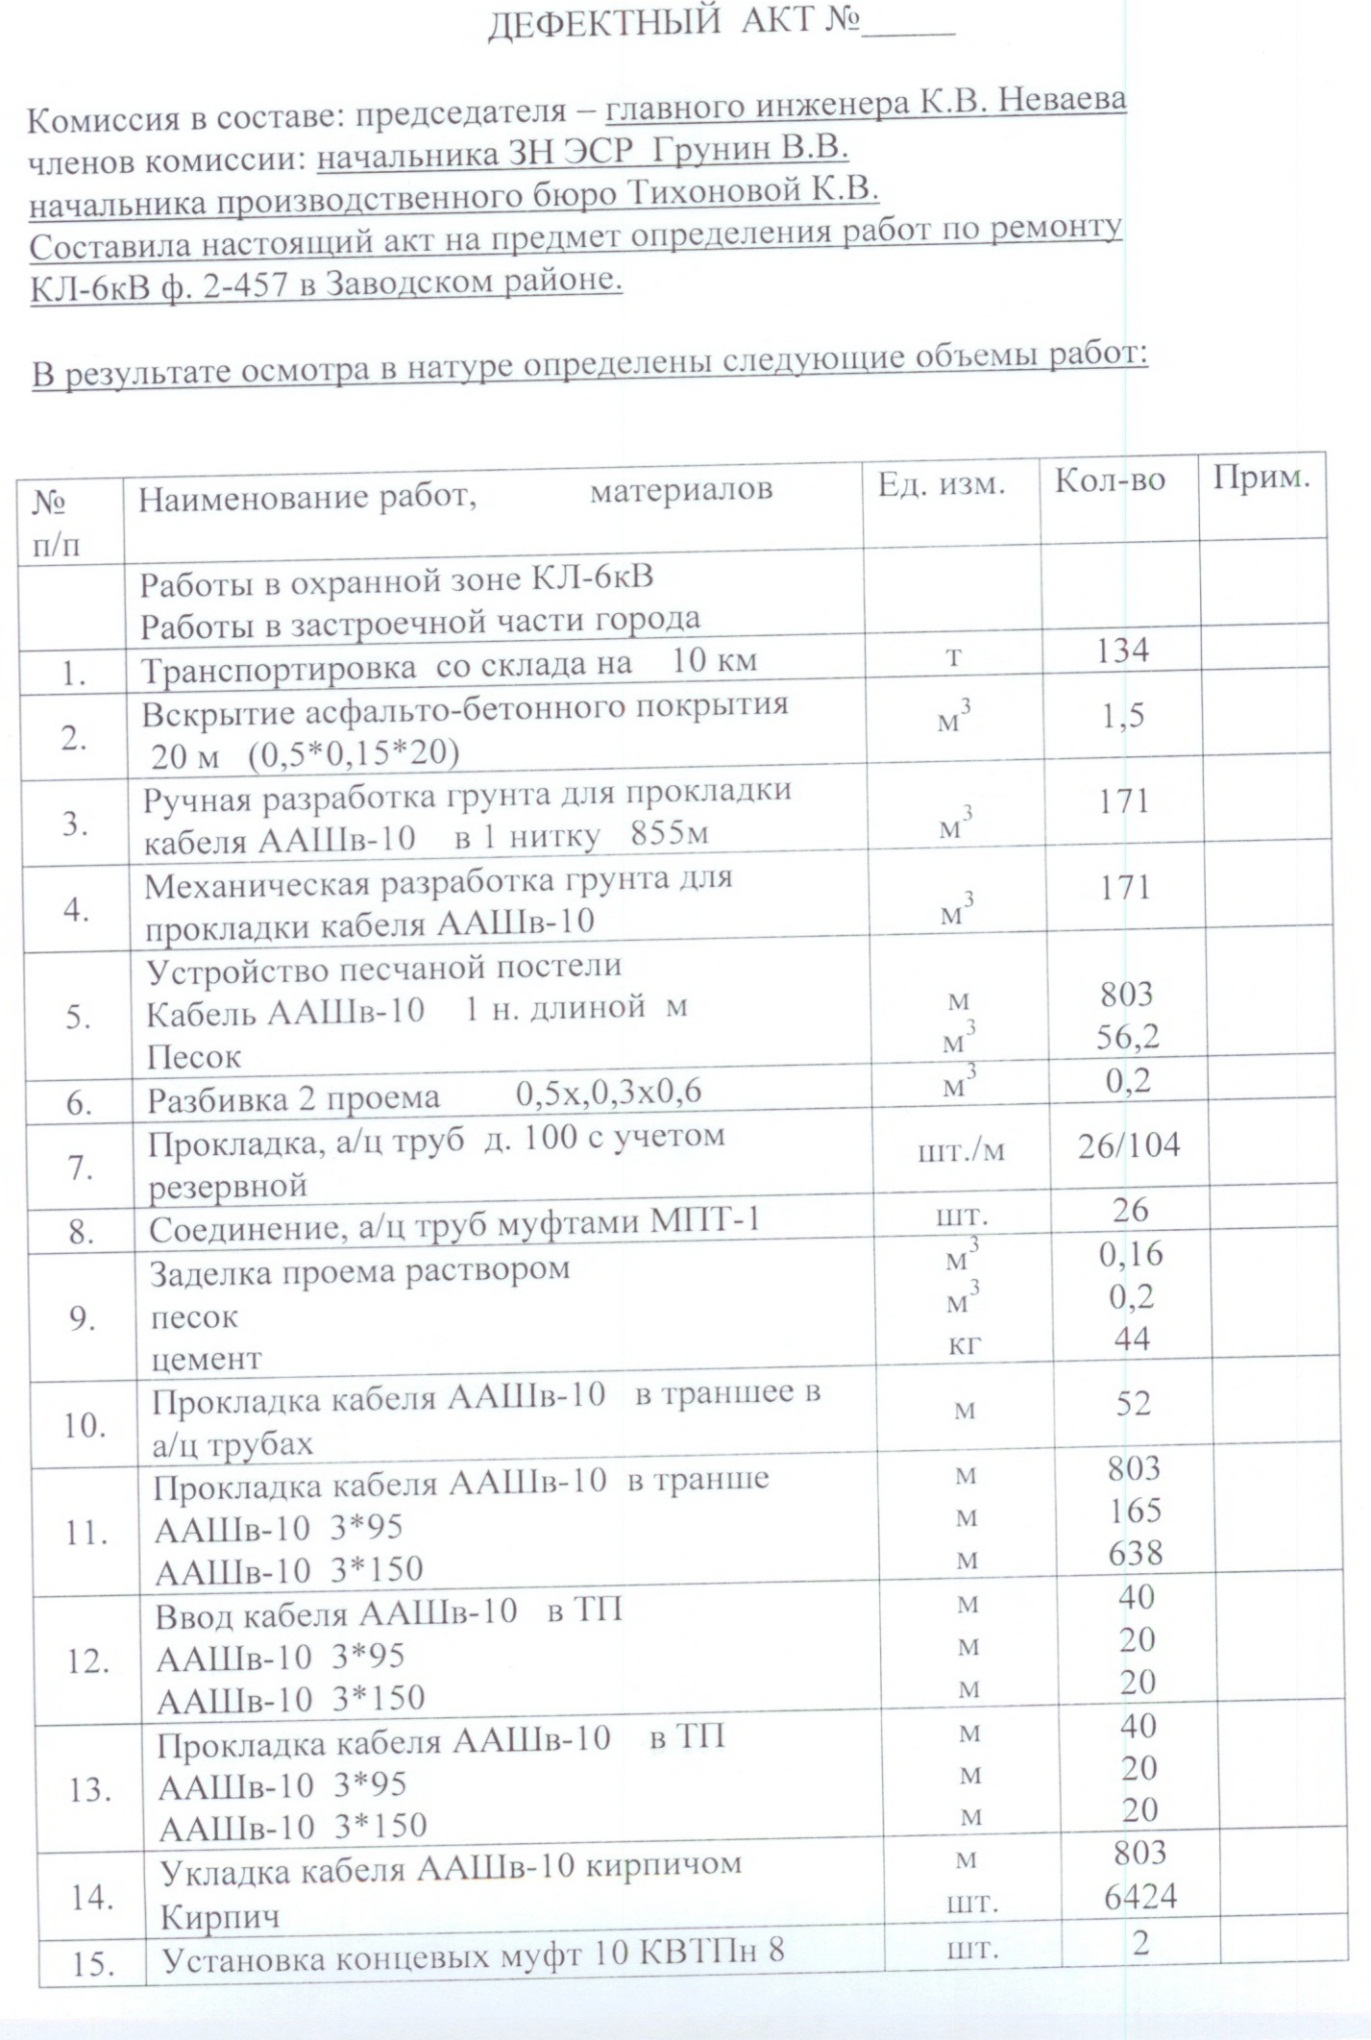 ДЕФЕКТНЫЙ АКТ №_____
Комиссия в составе: председателя – главного инженера К.В. Неваева
членов комиссии: начальника ЗН ЭСР Грунин В.В.
начальника производственного бюро Тихоновой К.В.
Составила настоящий акт на предмет определения работ по ремонту
КЛ-6кВ ф. 2-457 в Заводском районе.
В результате осмотра в натуре определены следующие объемы работ:
№ п/п Наименование работ, материалов Ед. изм. Кол-во Прим.
Работы в охранной зоне КЛ-6кВ
Работы в застроечной части города
1. Транспортировка со склада на 10 км т 134
2. Вскрытие асфальто-бетонного покрытия м³ 1,5
20 м (0,5*0,15*20)
3. Ручная разработка грунта для прокладки 171
кабеля ААШв-10 в 1 нитку 855м м³
4. Механическая разработка грунта для 171
прокладки кабеля ААШв-10 м³
5. Устройство песчаной постели
Кабель ААШв-10 1 н. длиной м м 803
Песок м³ 56,2
6. Разбивка 2 проема 0,5х,0,3х0,6 м³ 0,2
7. Прокладка, а/ц труб д. 100 с учетом шт./м 26/104
резервной
8. Соединение, а/ц труб муфтами МПТ-1 шт. 26
9. Заделка проема раствором м³ 0,16
песок м³ 0,2
цемент кг 44
10. Прокладка кабеля ААШв-10 в траншее в м 52
а/ц трубах
11. Прокладка кабеля ААШв-10 в транше м 803
ААШв-10 3*95 м 165
ААШв-10 3*150 м 638
12. Ввод кабеля ААШв-10 в ТП м 40
ААШв-10 3*95 м 20
ААШв-10 3*150 м 20
13. Прокладка кабеля ААШв-10 в ТП м 40
ААШв-10 3*95 м 20
ААШв-10 3*150 м 20
14. Укладка кабеля ААШв-10 кирпичом м 803
Кирпич шт. 6424
15. Установка концевых муфт 10 КВТПн 8 шт. 2